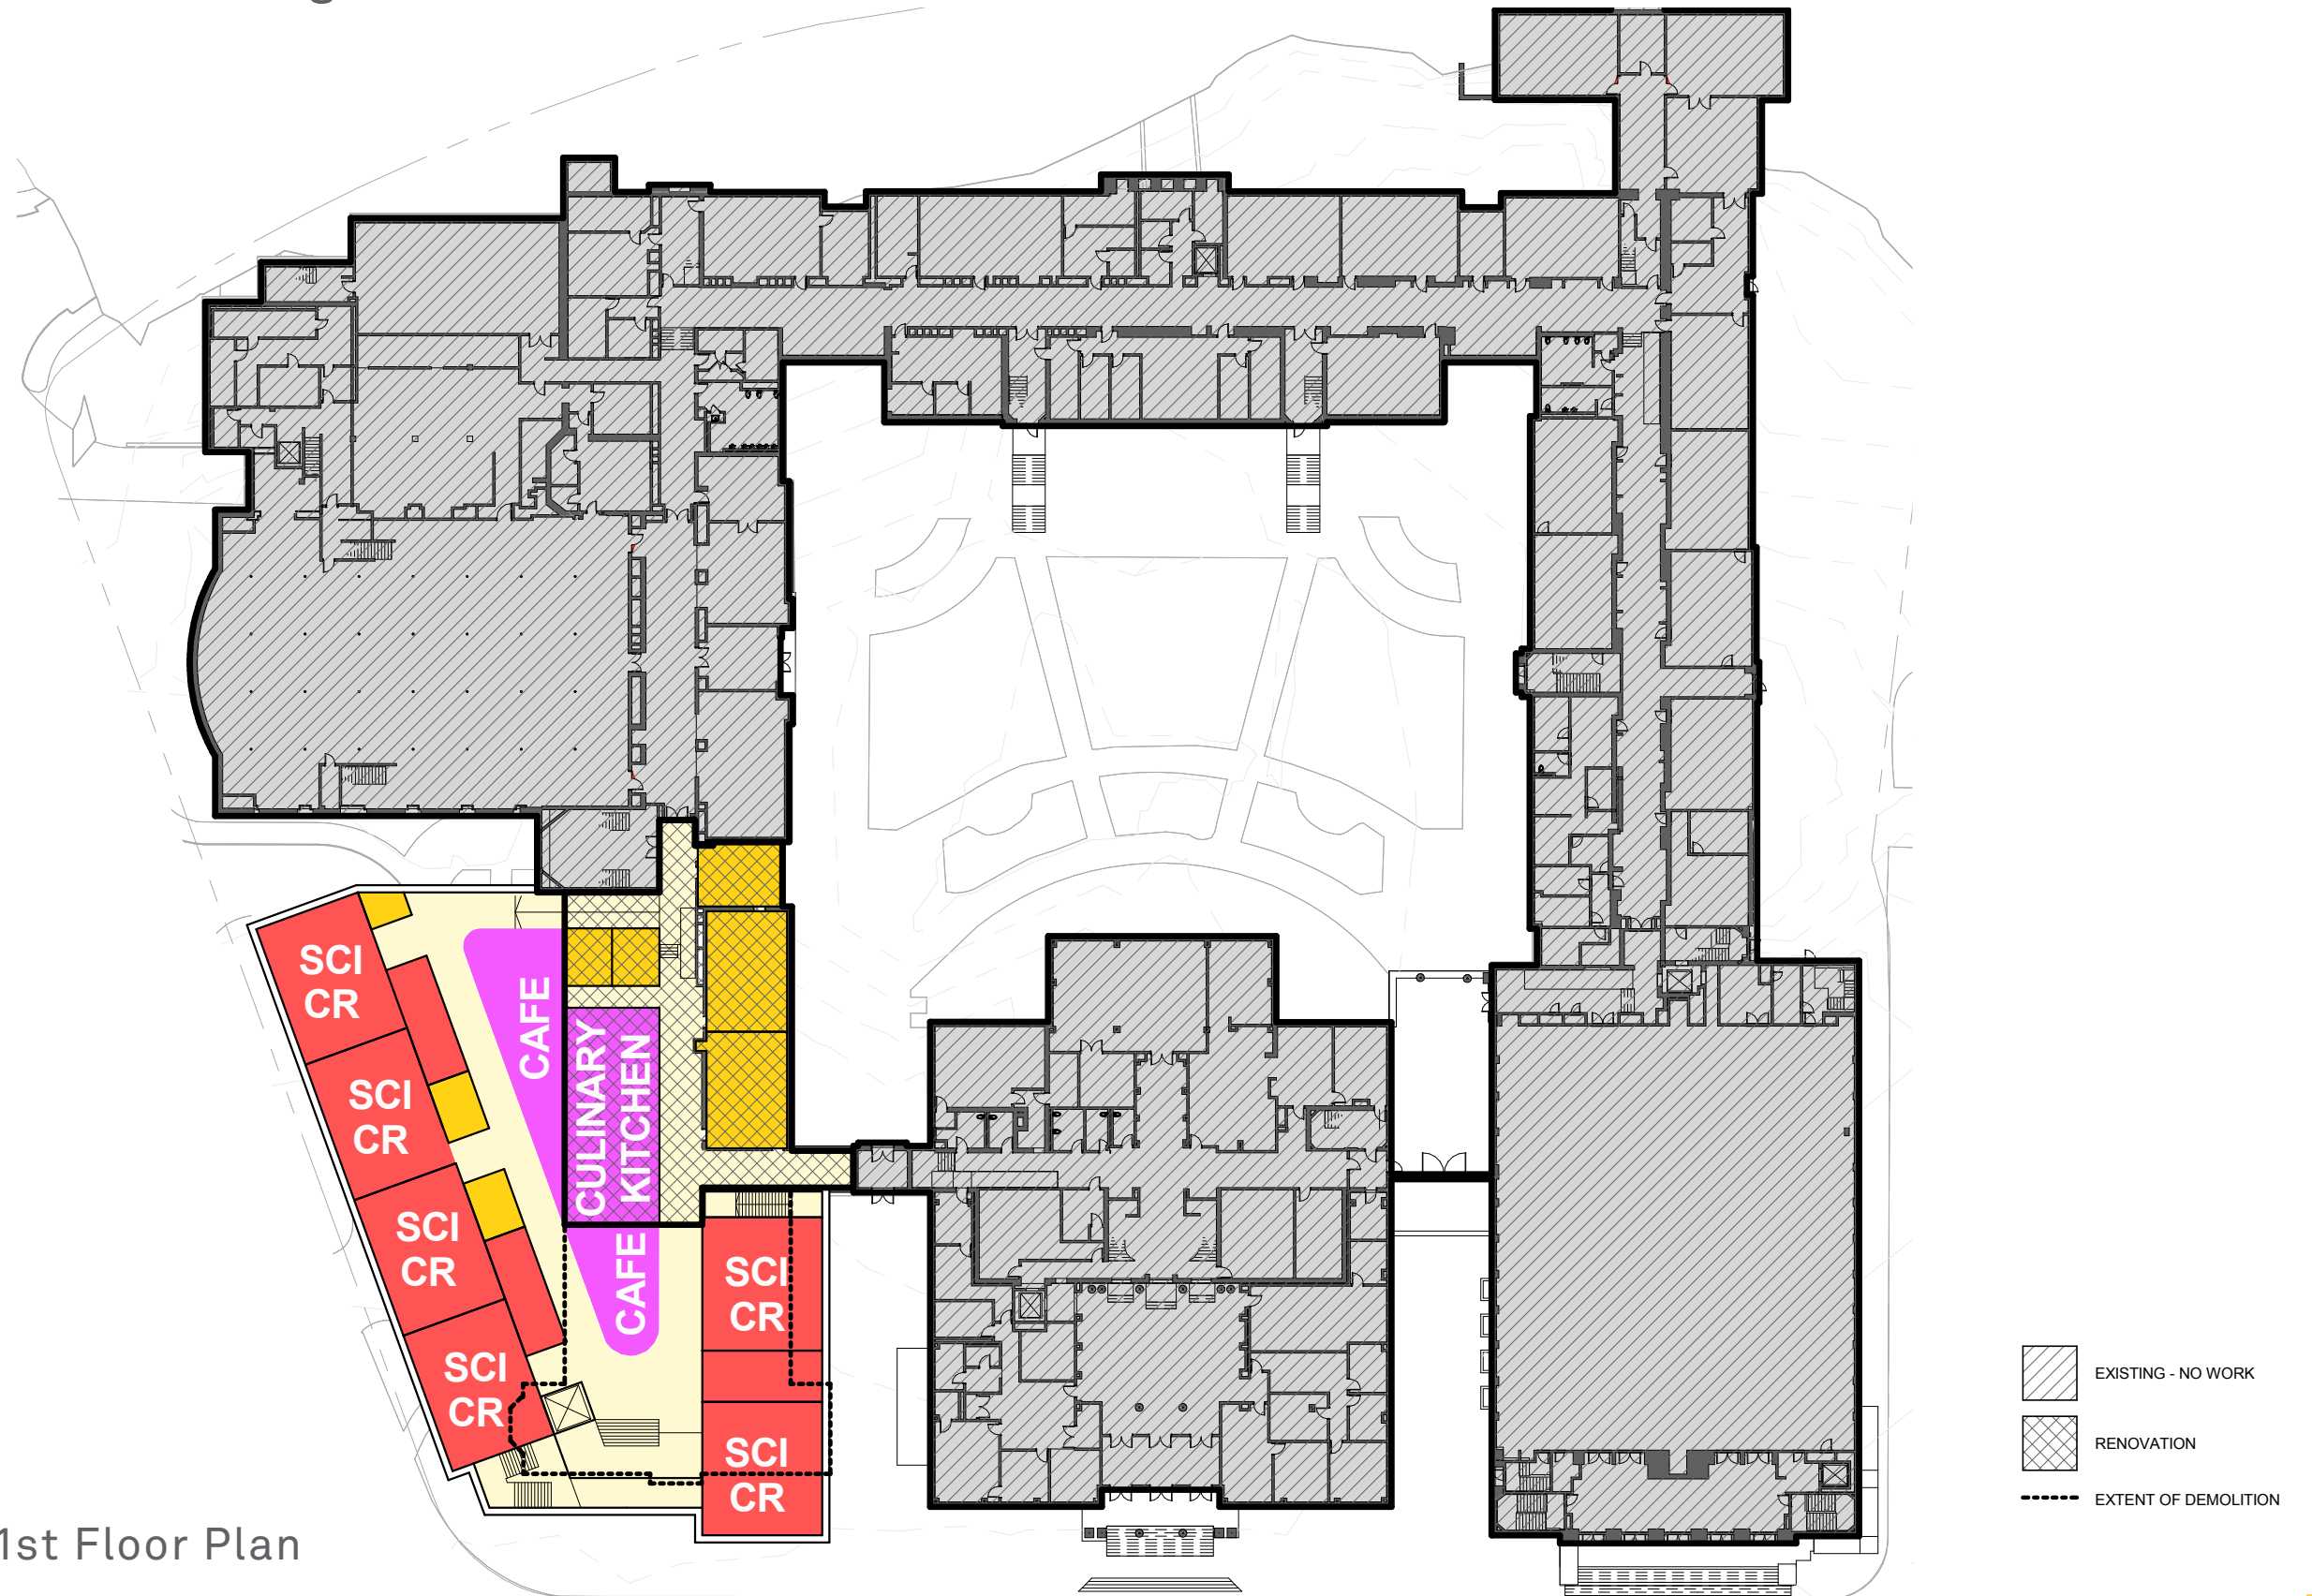 SCI
CR
SCI
CR
SCI
CR
SCI
CR
CAFE
CULINARY
KITCHEN
CAFE
SCI
CR
SCI
CR
EXISTING - NO WORK
RENOVATION
EXTENT OF DEMOLITION
1st Floor Plan